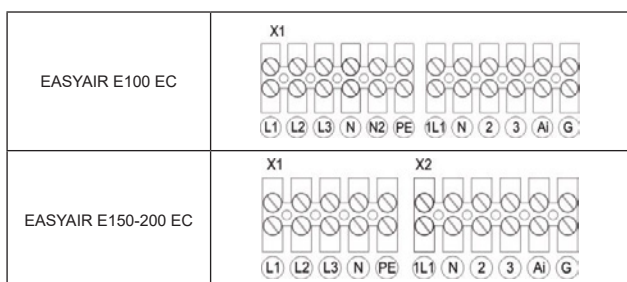 X1
EASYAIR E100 EC
L1 L2 L3 N N2 PE 1L1 N 2 3 Ai G
X1 X2
EASYAIR E150-200 EC
L1 L2 L3 N PE 1L1 N 2 3 Ai G